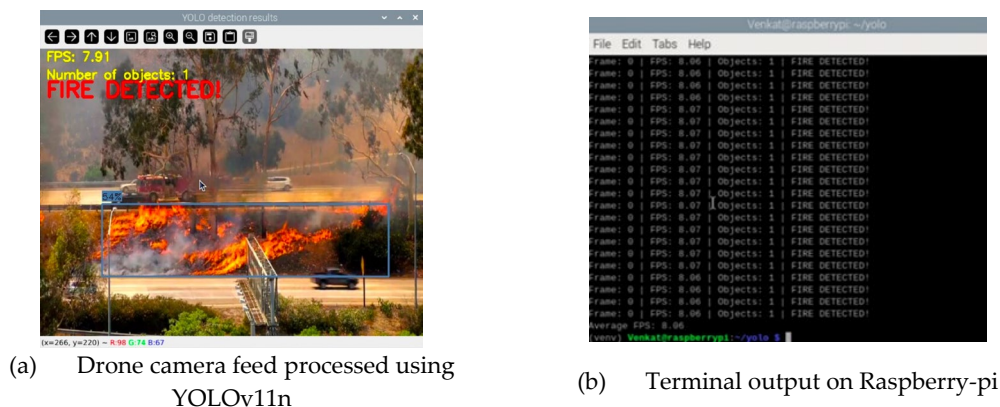 YOLO detection results
FPS: 7.91
Number of objects: 1
FIRE DETECTED!
(x=266, y=220) ~ R:98 G:74 B:67
(a) Drone camera feed processed using
YOLOv11n
Venkat@raspberrypi: ~/yolo
File Edit Tabs Help
Frame: 0 | FPS: 8.06 | Objects: 1 | FIRE DETECTED!
Frame: 0 | FPS: 8.06 | Objects: 1 | FIRE DETECTED!
Frame: 0 | FPS: 8.06 | Objects: 1 | FIRE DETECTED!
Frame: 0 | FPS: 8.06 | Objects: 1 | FIRE DETECTED!
Frame: 0 | FPS: 8.07 | Objects: 1 | FIRE DETECTED!
Frame: 0 | FPS: 8.07 | Objects: 1 | FIRE DETECTED!
Frame: 0 | FPS: 8.07 | Objects: 1 | FIRE DETECTED!
Frame: 0 | FPS: 8.07 | Objects: 1 | FIRE DETECTED!
Frame: 0 | FPS: 8.07 | Objects: 1 | FIRE DETECTED!
Frame: 0 | FPS: 8.07 | Objects: 1 | FIRE DETECTED!
Frame: 0 | FPS: 8.07 | Objects: 1 | FIRE DETECTED!
Frame: 0 | FPS: 8.07 | Objects: 1 | FIRE DETECTED!
Frame: 0 | FPS: 8.07 | Objects: 1 | FIRE DETECTED!
Frame: 0 | FPS: 8.07 | Objects: 1 | FIRE DETECTED!
Frame: 0 | FPS: 8.07 | Objects: 1 | FIRE DETECTED!
Frame: 0 | FPS: 8.07 | Objects: 1 | FIRE DETECTED!
Frame: 0 | FPS: 8.07 | Objects: 1 | FIRE DETECTED!
Frame: 0 | FPS: 8.06 | Objects: 1 | FIRE DETECTED!
Frame: 0 | FPS: 8.06 | Objects: 1 | FIRE DETECTED!
Frame: 0 | FPS: 8.06 | Objects: 1 | FIRE DETECTED!
Frame: 0 | FPS: 8.06 | Objects: 1 | FIRE DETECTED!
Frame: 0 | FPS: 8.06 | Objects: 1 | FIRE DETECTED!
Average FPS: 8.06
(venv) Venkat@raspberrypi:~/yolo $
(b) Terminal output on Raspberry-pi